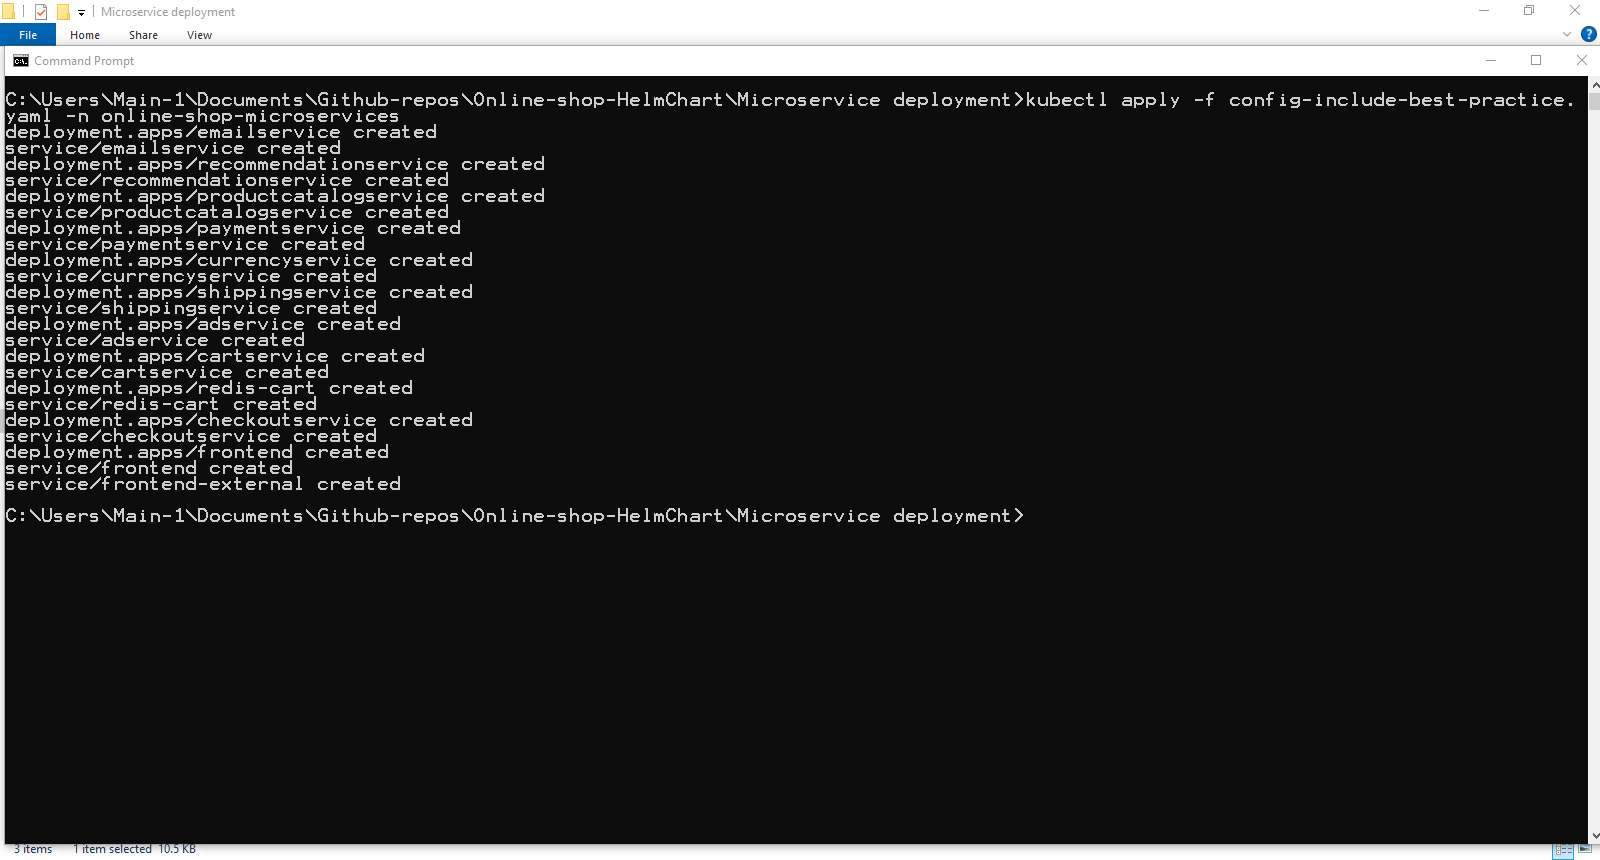 Microservice deployment
File Home Share View
Command Prompt
C:\Users\Main-1\Documents\Github-repos\Online-shop-HelmChart\Microservice deployment>kubectl apply -f config-include-best-practice.
yaml -n online-shop-microservices
deployment.apps/emailservice created
service/emailservice created
deployment.apps/recommendationservice created
service/recommendationservice created
deployment.apps/productcatalogservice created
service/productcatalogservice created
deployment.apps/paymentservice created
service/paymentservice created
deployment.apps/currencyservice created
service/currencyservice created
deployment.apps/shippingservice created
service/shippingservice created
deployment.apps/adservice created
service/adservice created
deployment.apps/cartservice created
service/cartservice created
deployment.apps/redis-cart created
service/redis-cart created
deployment.apps/checkoutservice created
service/checkoutservice created
deployment.apps/frontend created
service/frontend created
service/frontend-external created
C:\Users\Main-1\Documents\Github-repos\Online-shop-HelmChart\Microservice deployment>
3 items 1 item selected 10.5 KB